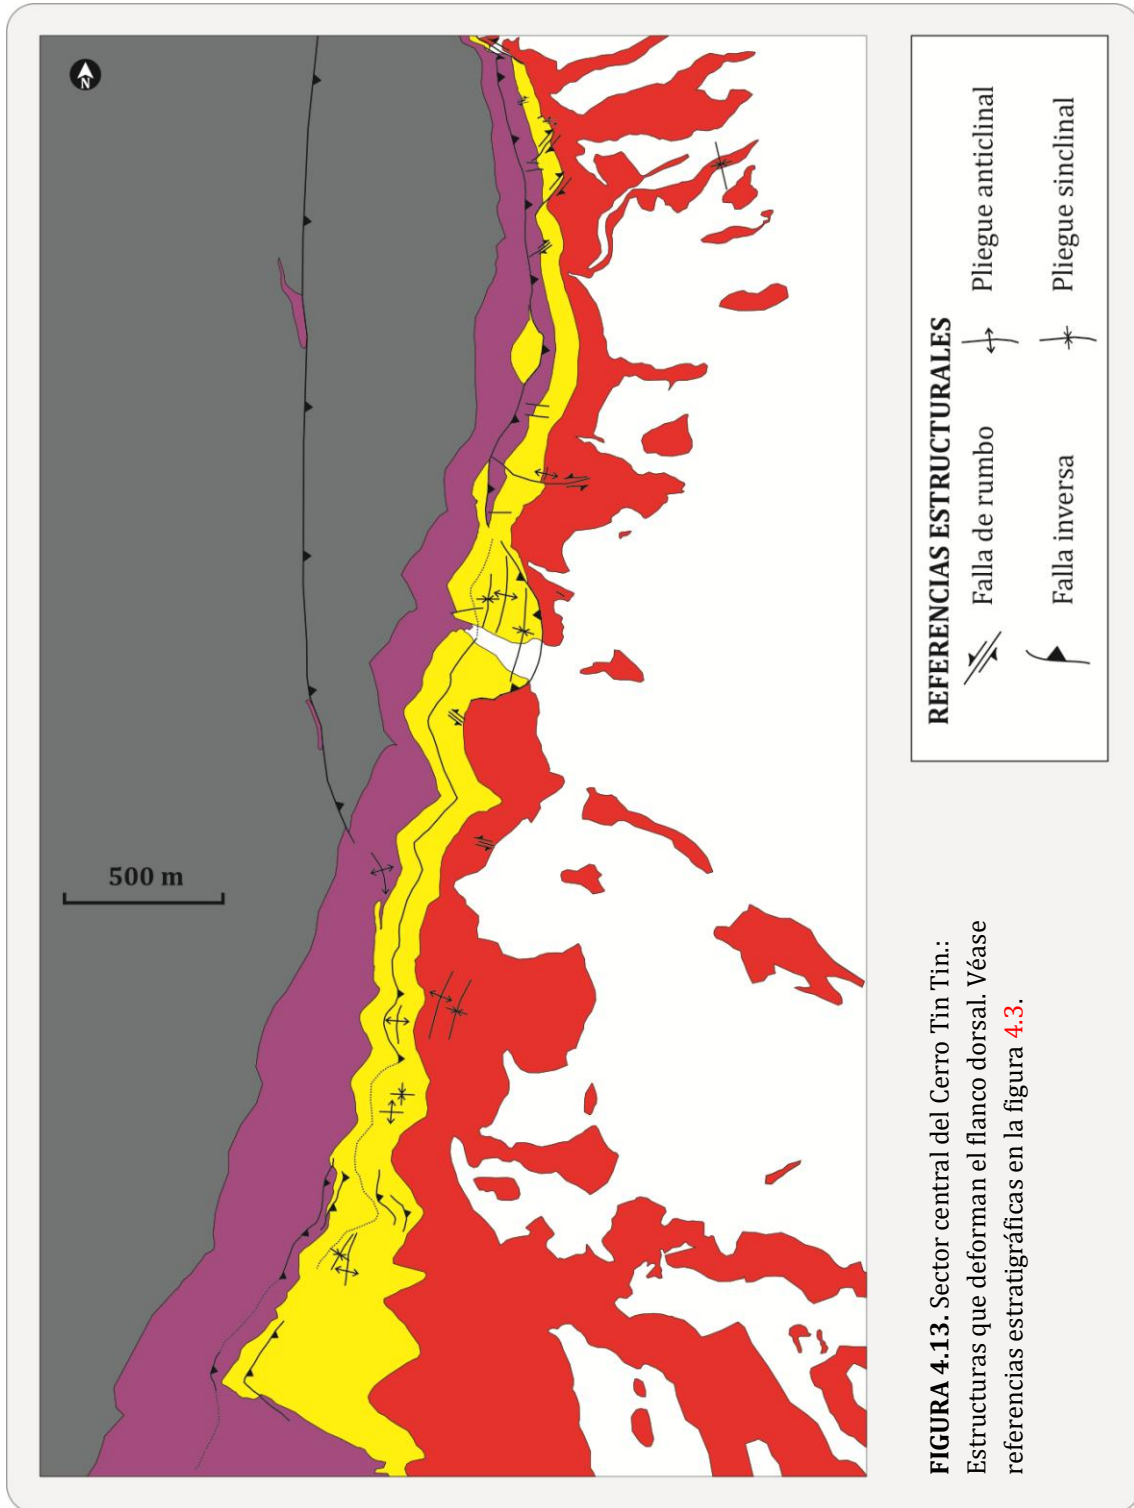 N
500 m
REFERENCIAS ESTRUCTURALES
Falla de rumbo
Pliegue anticlinal
Falla inversa
Pliegue sinclinal
FIGURA 4.13. Sector central del Cerro Tin Tin.:
Estructuras que deforman el flanco dorsal. Véase
referencias estratigráficas en la figura 4.3.